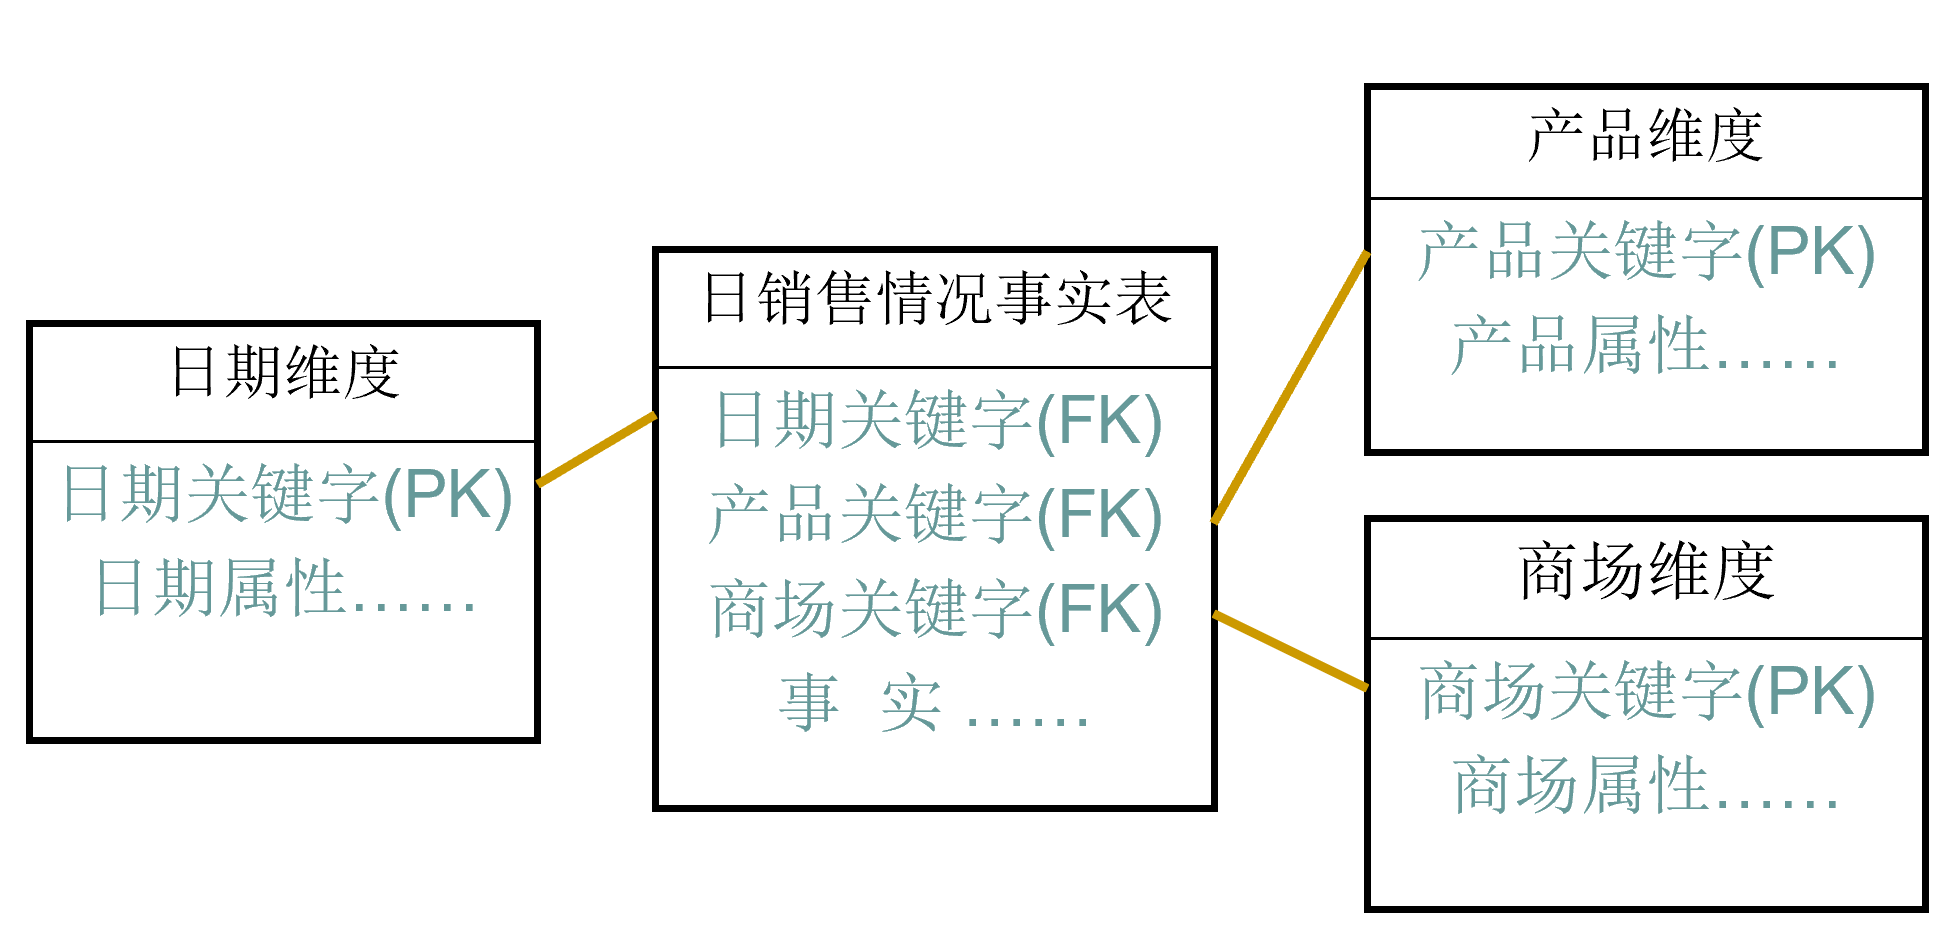 日期维度
日期关键字(PK)
日期属性……
日销售情况事实表
日期关键字(FK)
产品关键字(FK)
商场关键字(FK)
事 实 ……
产品维度
产品关键字(PK)
产品属性……
商场维度
商场关键字(PK)
商场属性……